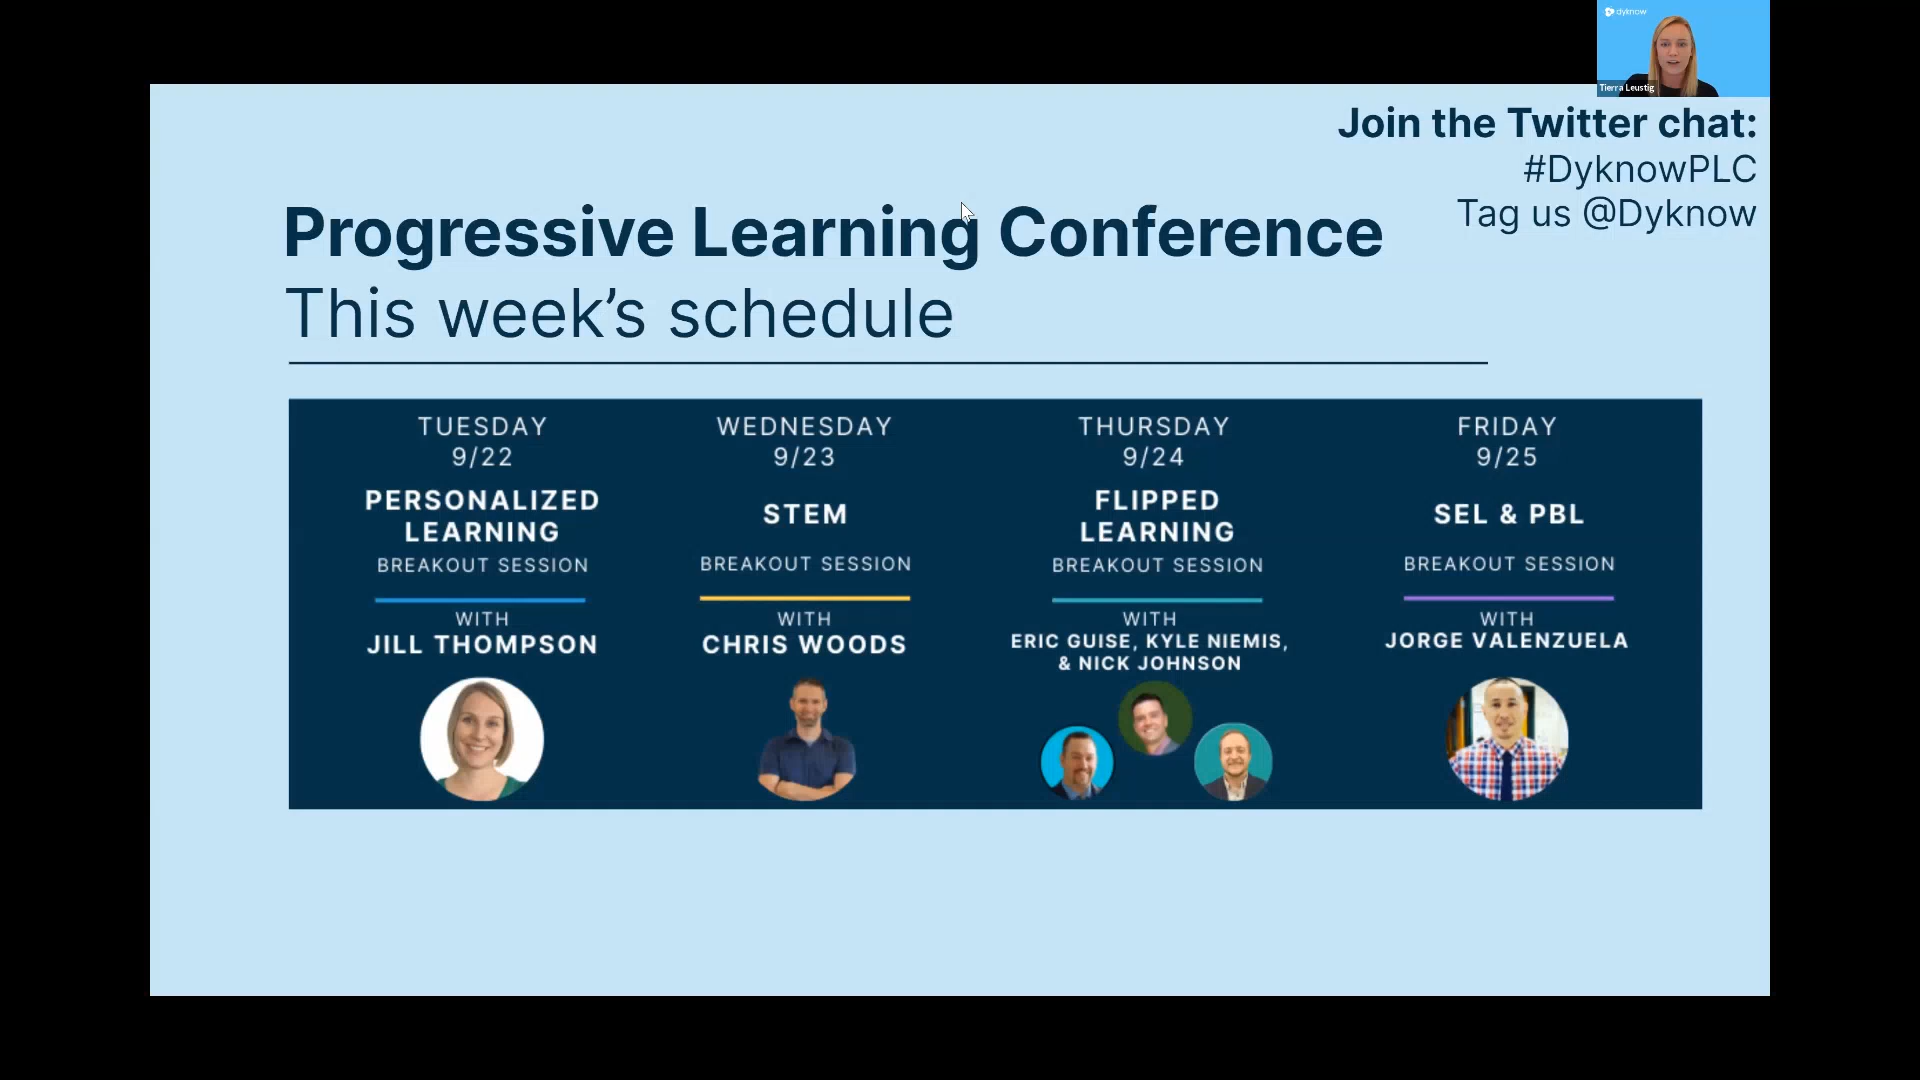 dyknow
Tierra Leustig
Join the Twitter chat:
#DyknowPLC
Tag us @Dyknow
Progressive Learning Conference
This week’s schedule
TUESDAY
9/22
PERSONALIZED
LEARNING
BREAKOUT SESSION
WITH
JILL THOMPSON
WEDNESDAY
9/23
STEM
BREAKOUT SESSION
WITH
CHRIS WOODS
THURSDAY
9/24
FLIPPED
LEARNING
BREAKOUT SESSION
WITH
ERIC GUISE, KYLE NIEMIS,
& NICK JOHNSON
FRIDAY
9/25
SEL & PBL
BREAKOUT SESSION
WITH
JORGE VALENZUELA